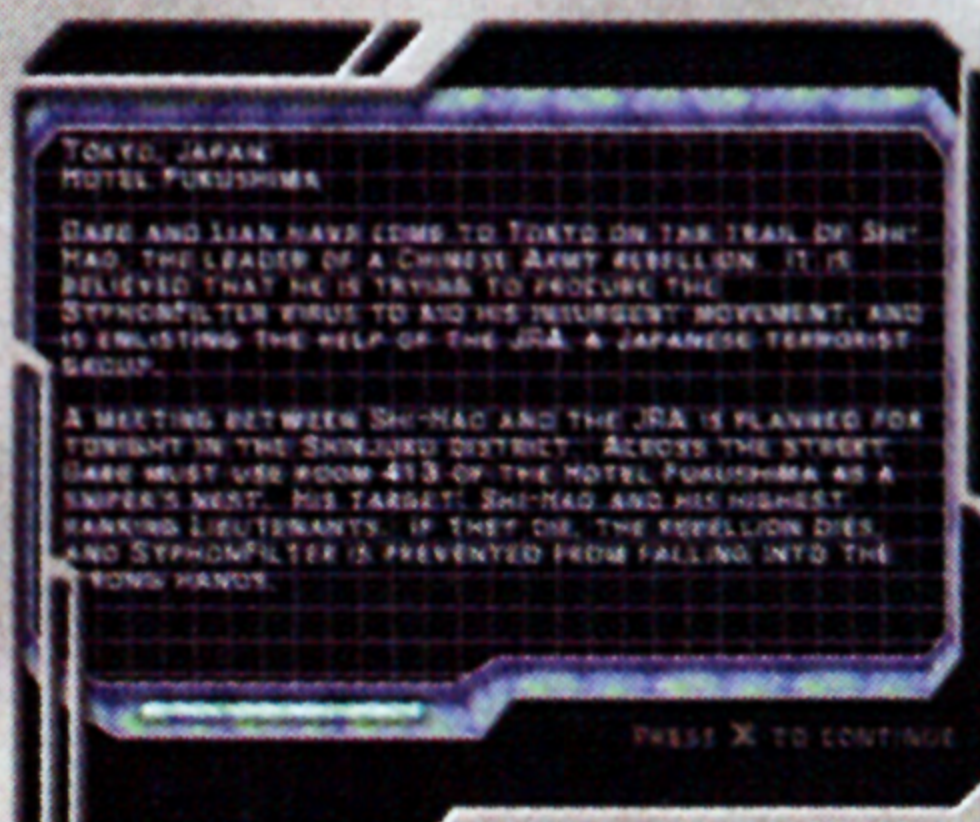 TOKYO, JAPAN
HOTEL FUKUSHIMA
GABE AND LIAN HAVE COME TO TOKYO ON THE TRAIL OF SHI-
HAO, THE LEADER OF A CHINESE ARMY REBELLION. IT IS
BELIEVED THAT HE IS TRYING TO PROCURE THE
SYPHONFILTER VIRUS TO AID HIS INSURGENT MOVEMENT, AND
IS ENLISTING THE HELP OF THE JRA, A JAPANESE TERRORIST
GROUP.
A MEETING BETWEEN SHI-HAO AND THE JRA IS PLANNED FOR
TONIGHT IN THE SHINJUKU DISTRICT. ACROSS THE STREET,
GABE MUST USE ROOM 413 OF THE HOTEL FUKUSHIMA AS A
SNIPER'S NEST. HIS TARGET: SHI-HAO AND HIS HIGHEST
RANKING LIEUTENANTS. IF THEY DIE, THE REBELLION DIES,
AND SYPHONFILTER IS PREVENTED FROM FALLING INTO THE
WRONG HANDS.
PRESS X TO CONTINUE